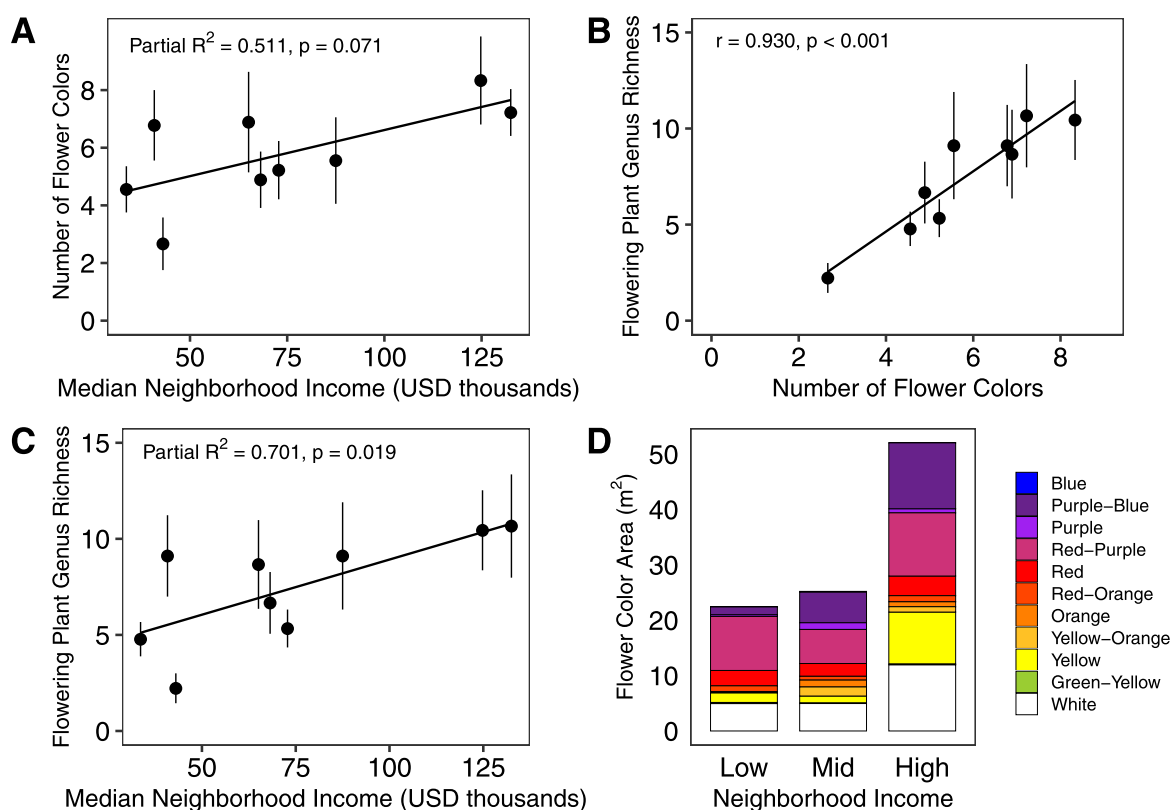 A
Partial R² = 0.511, p = 0.071
Number of Flower Colors
8
6
4
2
0
50 75 100 125
Median Neighborhood Income (USD thousands)
B
r = 0.930, p < 0.001
Flowering Plant Genus Richness
15
10
5
0
0 2 4 6 8
Number of Flower Colors
C
Partial R² = 0.701, p = 0.019
Flowering Plant Genus Richness
15
10
5
0
50 75 100 125
Median Neighborhood Income (USD thousands)
D
Flower Color Area (m²)
50
40
30
20
10
0
Low Mid High
Neighborhood Income
Blue
Purple−Blue
Purple
Red−Purple
Red
Red−Orange
Orange
Yellow−Orange
Yellow
Green−Yellow
White